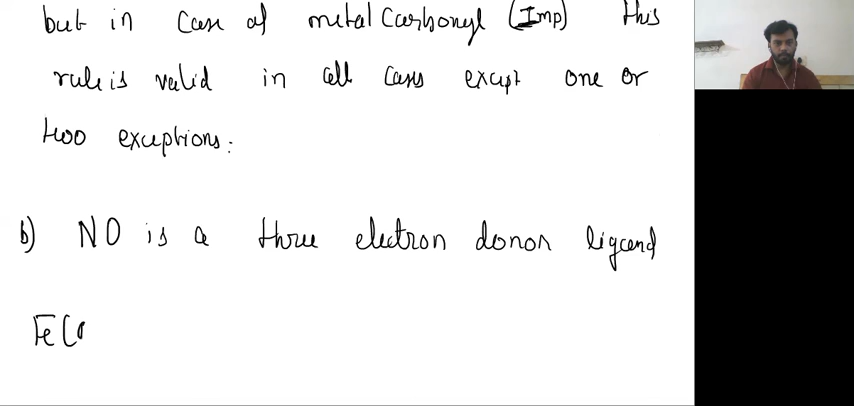 but in Case of metal Carbonyl (Imp) this
rule is valid in all cases except one or
two exceptions.
b) NO is a three electron donor ligand
Fe(C